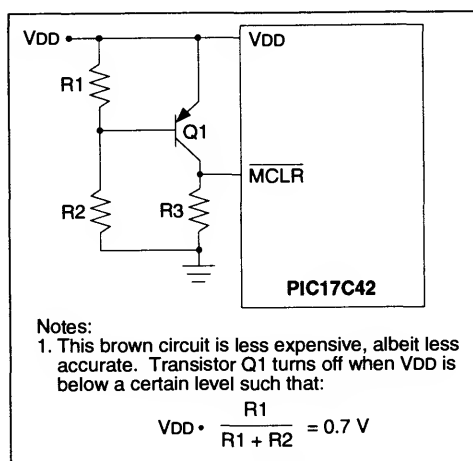 VDD
VDD
R1
Q1
MCLR
R2
R3
PIC17C42
Notes:
1. This brown circuit is less expensive, albeit less
accurate. Transistor Q1 turns off when VDD is
below a certain level such that:
VDD • R1 / R1 + R2 = 0.7 V